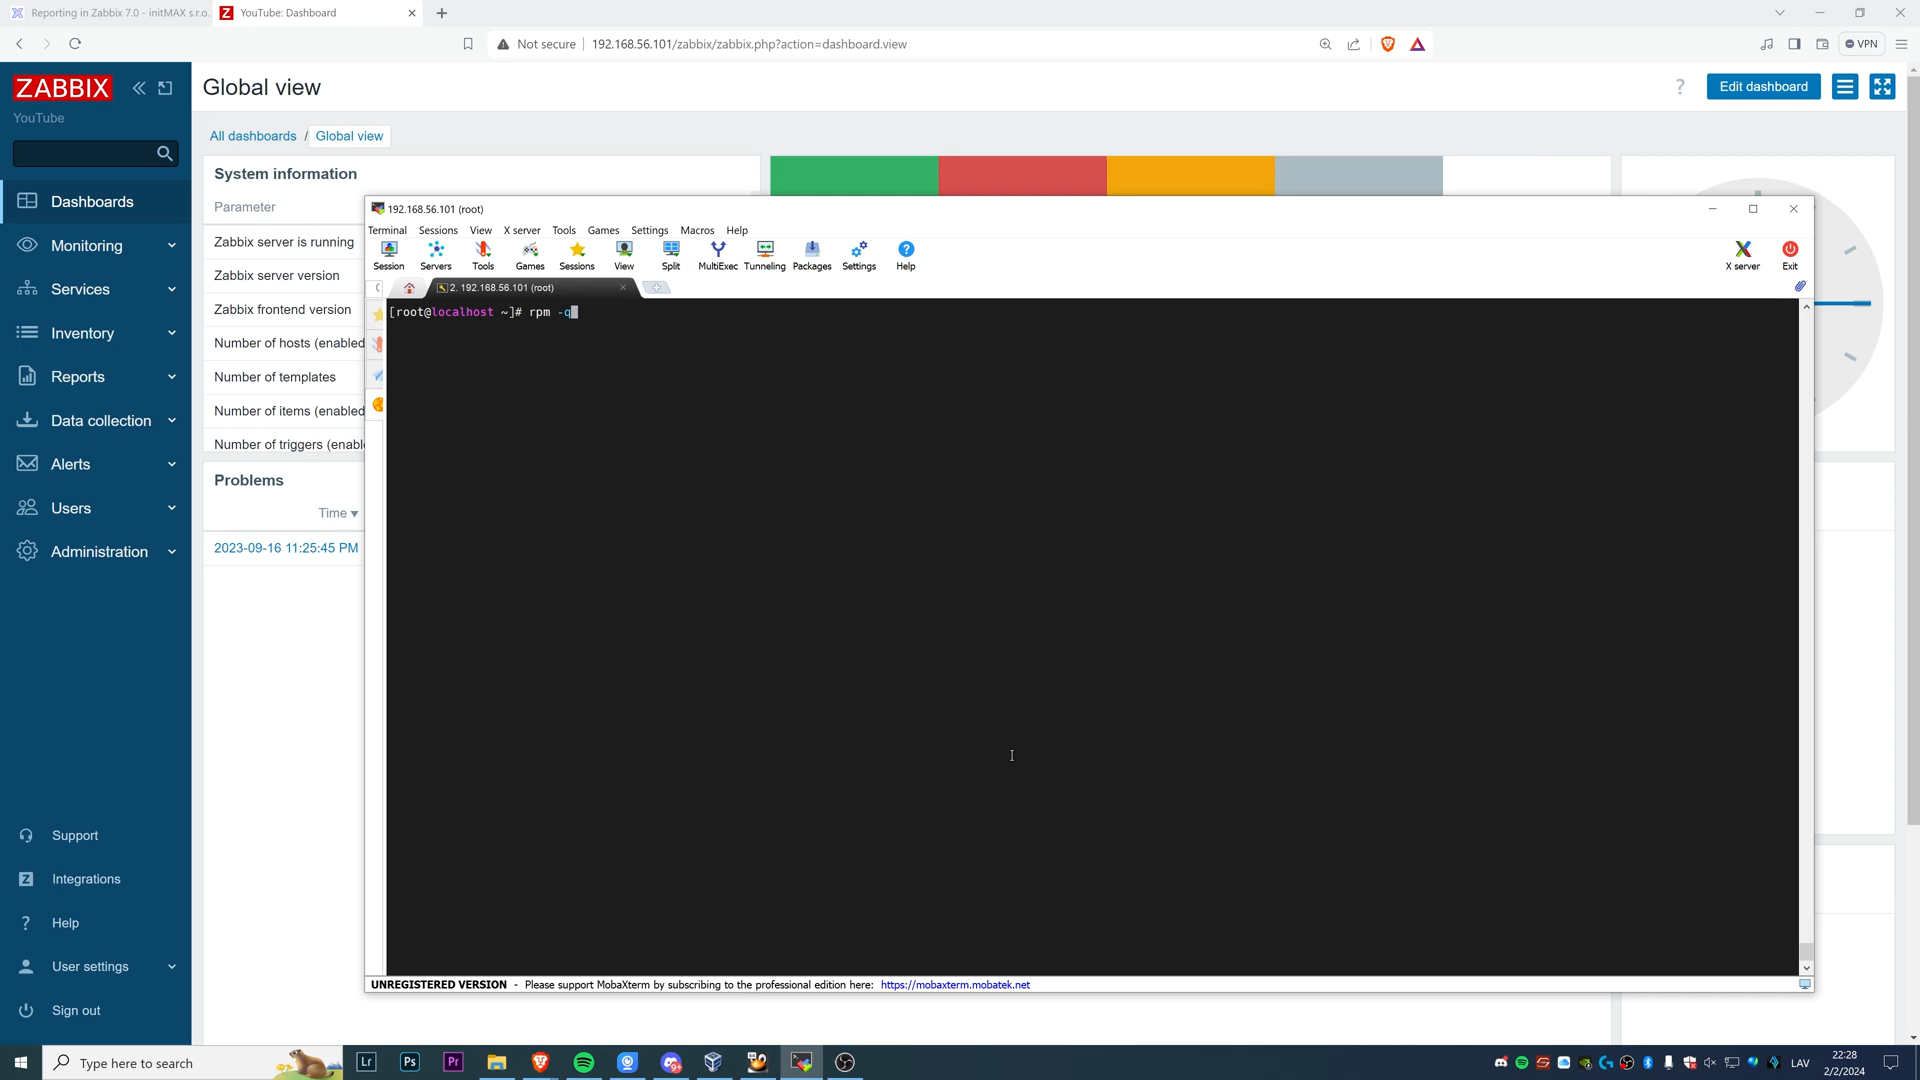 Reporting in Zabbix 7.0 - initMAX s.r.o.
YouTube: Dashboard
Not secure
192.168.56.101/zabbix/zabbix.php?action=dashboard.view
VPN
ZABBIX
YouTube
Dashboards
Monitoring
Services
Inventory
Reports
Data collection
Alerts
Users
Administration
Support
Integrations
Help
User settings
Sign out
Global view
? Edit dashboard
All dashboards / Global view
System information
Parameter
Zabbix server is running
Zabbix server version
Zabbix frontend version
Number of hosts (enabled
Number of templates
Number of items (enabled
Number of triggers (enabl
Problems
Time
2023-09-16 11:25:45 PM
192.168.56.101 (root)
Terminal Sessions View X server Tools Games Settings Macros Help
Session Servers Tools Games Sessions View Split MultiExec Tunneling Packages Settings Help X server Exit
2. 192.168.56.101 (root)
[root@localhost ~]# rpm -q
UNREGISTERED VERSION - Please support MobaXterm by subscribing to the professional edition here: https://mobaxterm.mobatek.net
Type here to search
Lr Ps Pr
LAV
22:28
2/2/2024